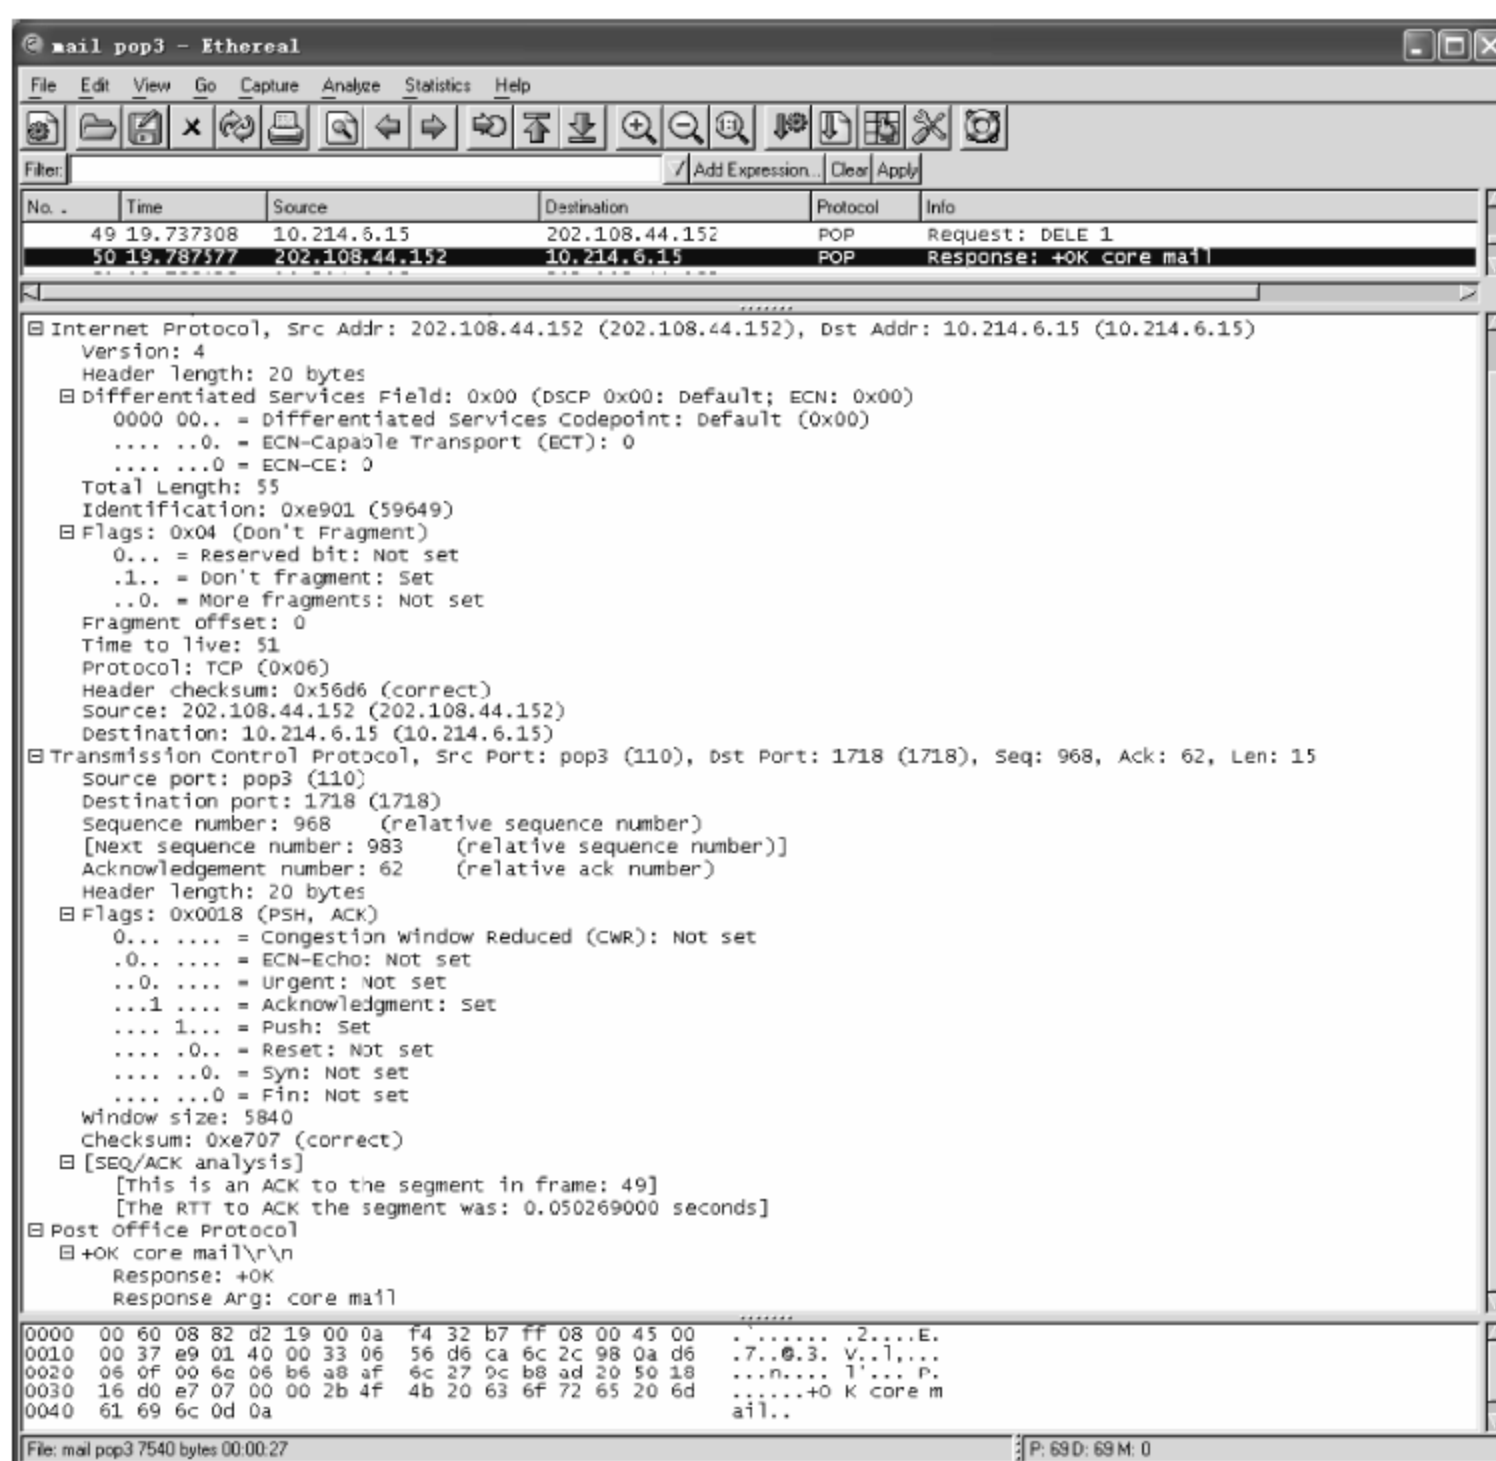 mail pop3 - Ethereal
File Edit View Go Capture Analyze Statistics Help
Filter: Add Expression... Clear Apply
No. . Time Source Destination Protocol Info
49 19.737308 10.214.6.15 202.108.44.152 POP Request: DELE 1
50 19.787577 202.108.44.152 10.214.6.15 POP Response: +OK core mail
Internet Protocol, Src Addr: 202.108.44.152 (202.108.44.152), Dst Addr: 10.214.6.15 (10.214.6.15)
Version: 4
Header length: 20 bytes
Differentiated Services Field: 0x00 (DSCP 0x00: Default; ECN: 0x00)
0000 00.. = Differentiated Services Codepoint: Default (0x00)
.... ..0. = ECN-Capable Transport (ECT): 0
.... ...0 = ECN-CE: 0
Total Length: 55
Identification: 0xe901 (59649)
Flags: 0x04 (Don't Fragment)
0... = Reserved bit: Not set
.1.. = Don't fragment: Set
..0. = More fragments: Not set
Fragment offset: 0
Time to live: 51
Protocol: TCP (0x06)
Header checksum: 0x56d6 (correct)
Source: 202.108.44.152 (202.108.44.152)
Destination: 10.214.6.15 (10.214.6.15)
Transmission Control Protocol, Src Port: pop3 (110), Dst Port: 1718 (1718), Seq: 968, Ack: 62, Len: 15
Source port: pop3 (110)
Destination port: 1718 (1718)
Sequence number: 968 (relative sequence number)
[Next sequence number: 983 (relative sequence number)]
Acknowledgement number: 62 (relative ack number)
Header length: 20 bytes
Flags: 0x0018 (PSH, ACK)
0... .... = Congestion Window Reduced (CWR): Not set
.0.. .... = ECN-Echo: Not set
..0. .... = Urgent: Not set
...1 .... = Acknowledgment: Set
.... 1... = Push: Set
.... .0.. = Reset: Not set
.... ..0. = Syn: Not set
.... ...0 = Fin: Not set
Window size: 5840
Checksum: 0xe707 (correct)
[SEQ/ACK analysis]
[This is an ACK to the segment in frame: 49]
[The RTT to ACK the segment was: 0.050269000 seconds]
Post Office Protocol
+OK core mail\r\n
Response: +OK
Response Arg: core mail
0000 00 60 08 82 d2 19 00 0a f4 32 b7 ff 08 00 45 00 .`...... .2....E.
0010 00 37 e9 01 40 00 33 06 56 d6 ca 6c 2c 98 0a d6 .7..@.3. V..l,...
0020 06 0f 00 6e 06 b6 a8 af 6c 27 9c b8 ad 20 50 18 ...n.... l'... P.
0030 16 d0 e7 07 00 00 2b 4f 4b 20 63 6f 72 65 20 6d ......+O K core m
0040 61 69 6c 0d 0a ail..
File: mail pop3 7540 bytes 00:00:27 P: 69 D: 69 M: 0